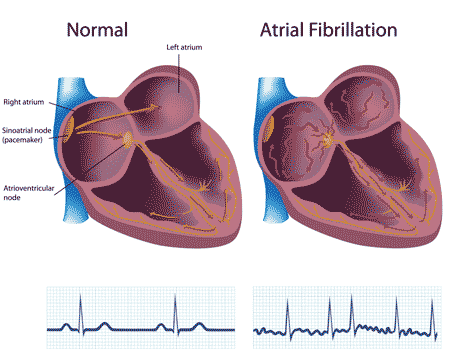 Normal
Atrial Fibrillation
Left atrium
Right atrium
Sinoatrial node
(pacemaker)
Atrioventricular
node